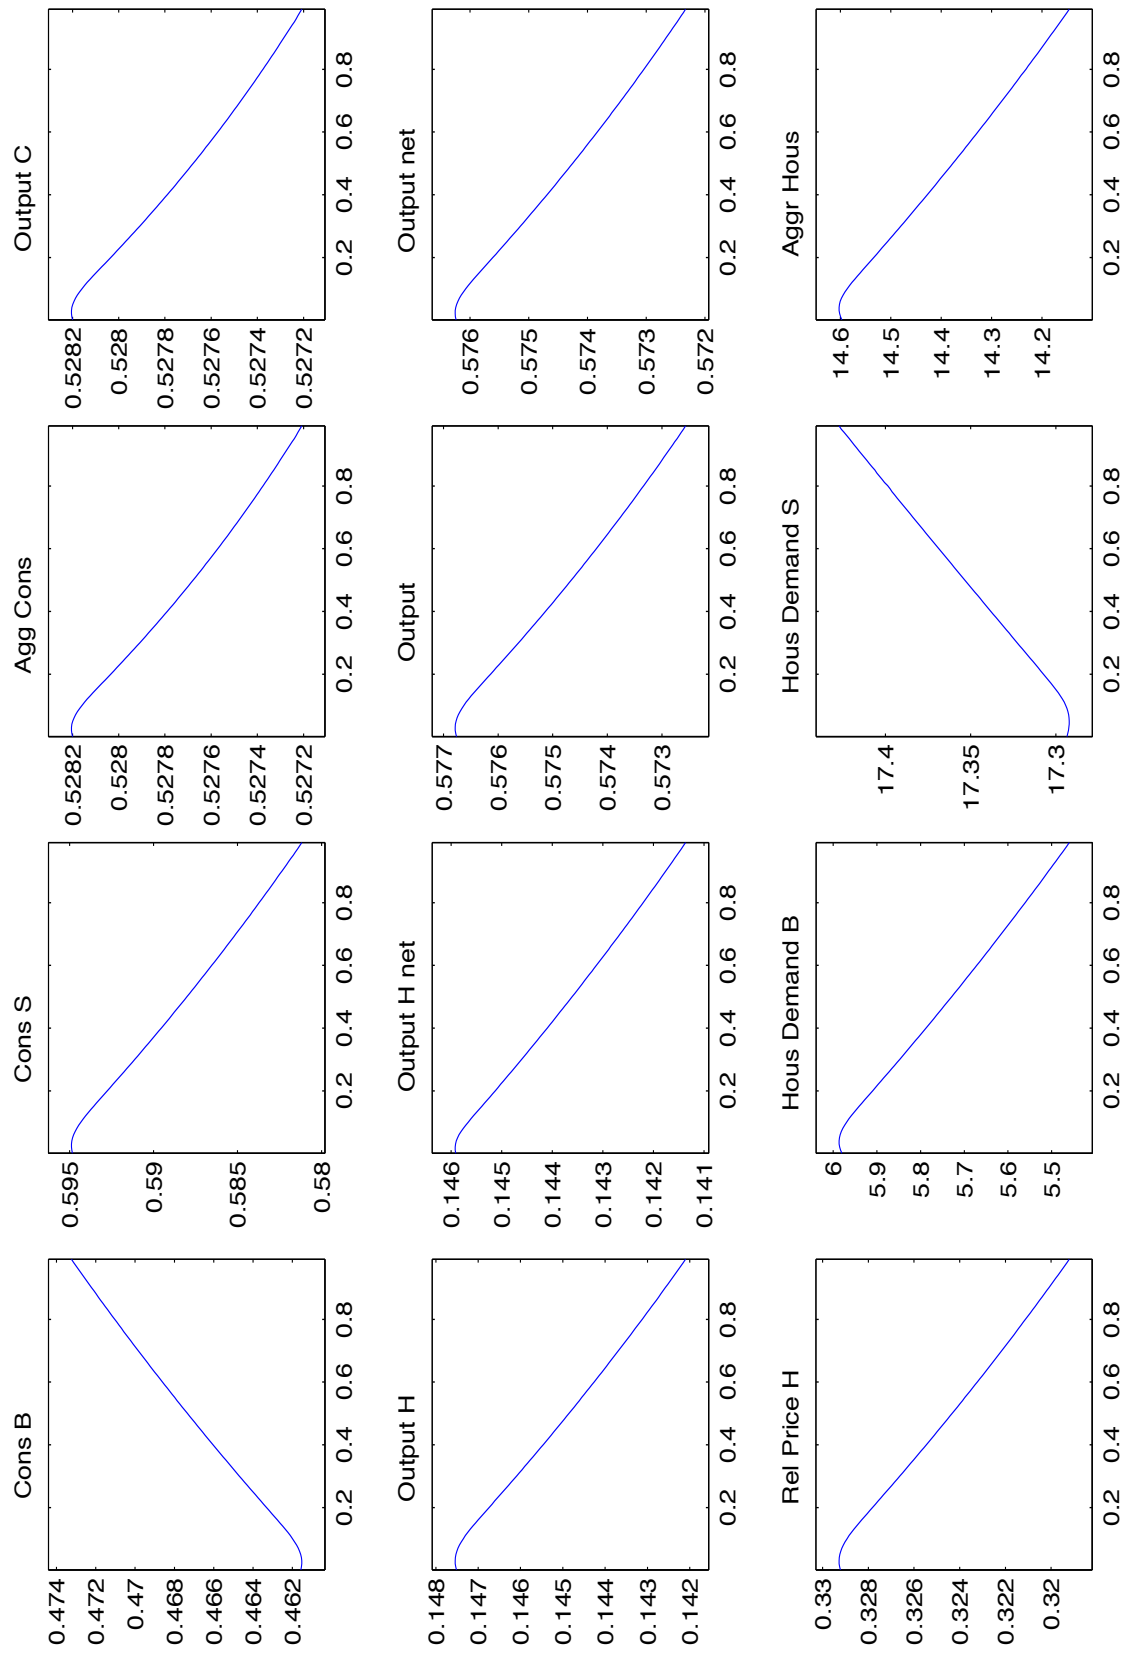 Cons B
0.474
0.472
0.47
0.468
0.466
0.464
0.462
0.2 0.4 0.6 0.8
Cons S
0.595
0.59
0.585
0.58
0.2 0.4 0.6 0.8
Agg Cons
0.5282
0.528
0.5278
0.5276
0.5274
0.5272
0.2 0.4 0.6 0.8
Output C
0.5282
0.528
0.5278
0.5276
0.5274
0.5272
0.2 0.4 0.6 0.8
Output H
0.148
0.147
0.146
0.145
0.144
0.143
0.142
0.2 0.4 0.6 0.8
Output H net
0.146
0.145
0.144
0.143
0.142
0.141
0.2 0.4 0.6 0.8
Output
0.577
0.576
0.575
0.574
0.573
0.2 0.4 0.6 0.8
Output net
0.576
0.575
0.574
0.573
0.572
0.2 0.4 0.6 0.8
Rel Price H
0.33
0.328
0.326
0.324
0.322
0.32
0.2 0.4 0.6 0.8
Hous Demand B
6
5.9
5.8
5.7
5.6
5.5
0.2 0.4 0.6 0.8
Hous Demand S
17.4
17.35
17.3
0.2 0.4 0.6 0.8
Aggr Hous
14.6
14.5
14.4
14.3
14.2
0.2 0.4 0.6 0.8